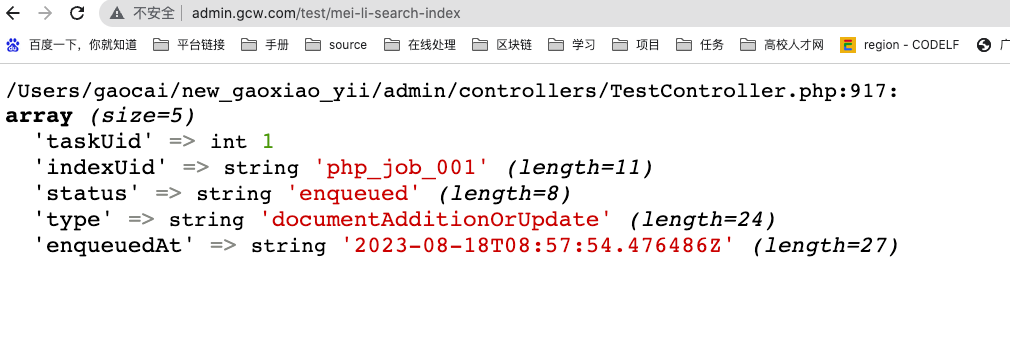 不安全 admin.gcw.com/test/mei-li-search-index
百度一下，你就知道 平台链接 手册 source 在线处理 区块链 学习 项目 任务 高校人才网 region - CODELF 广
/Users/gaocai/new_gaoxiao_yii/admin/controllers/TestController.php:917:
array (size=5)
'taskUid' => int 1
'indexUid' => string 'php_job_001' (length=11)
'status' => string 'enqueued' (length=8)
'type' => string 'documentAdditionOrUpdate' (length=24)
'enqueuedAt' => string '2023-08-18T08:57:54.476486Z' (length=27)